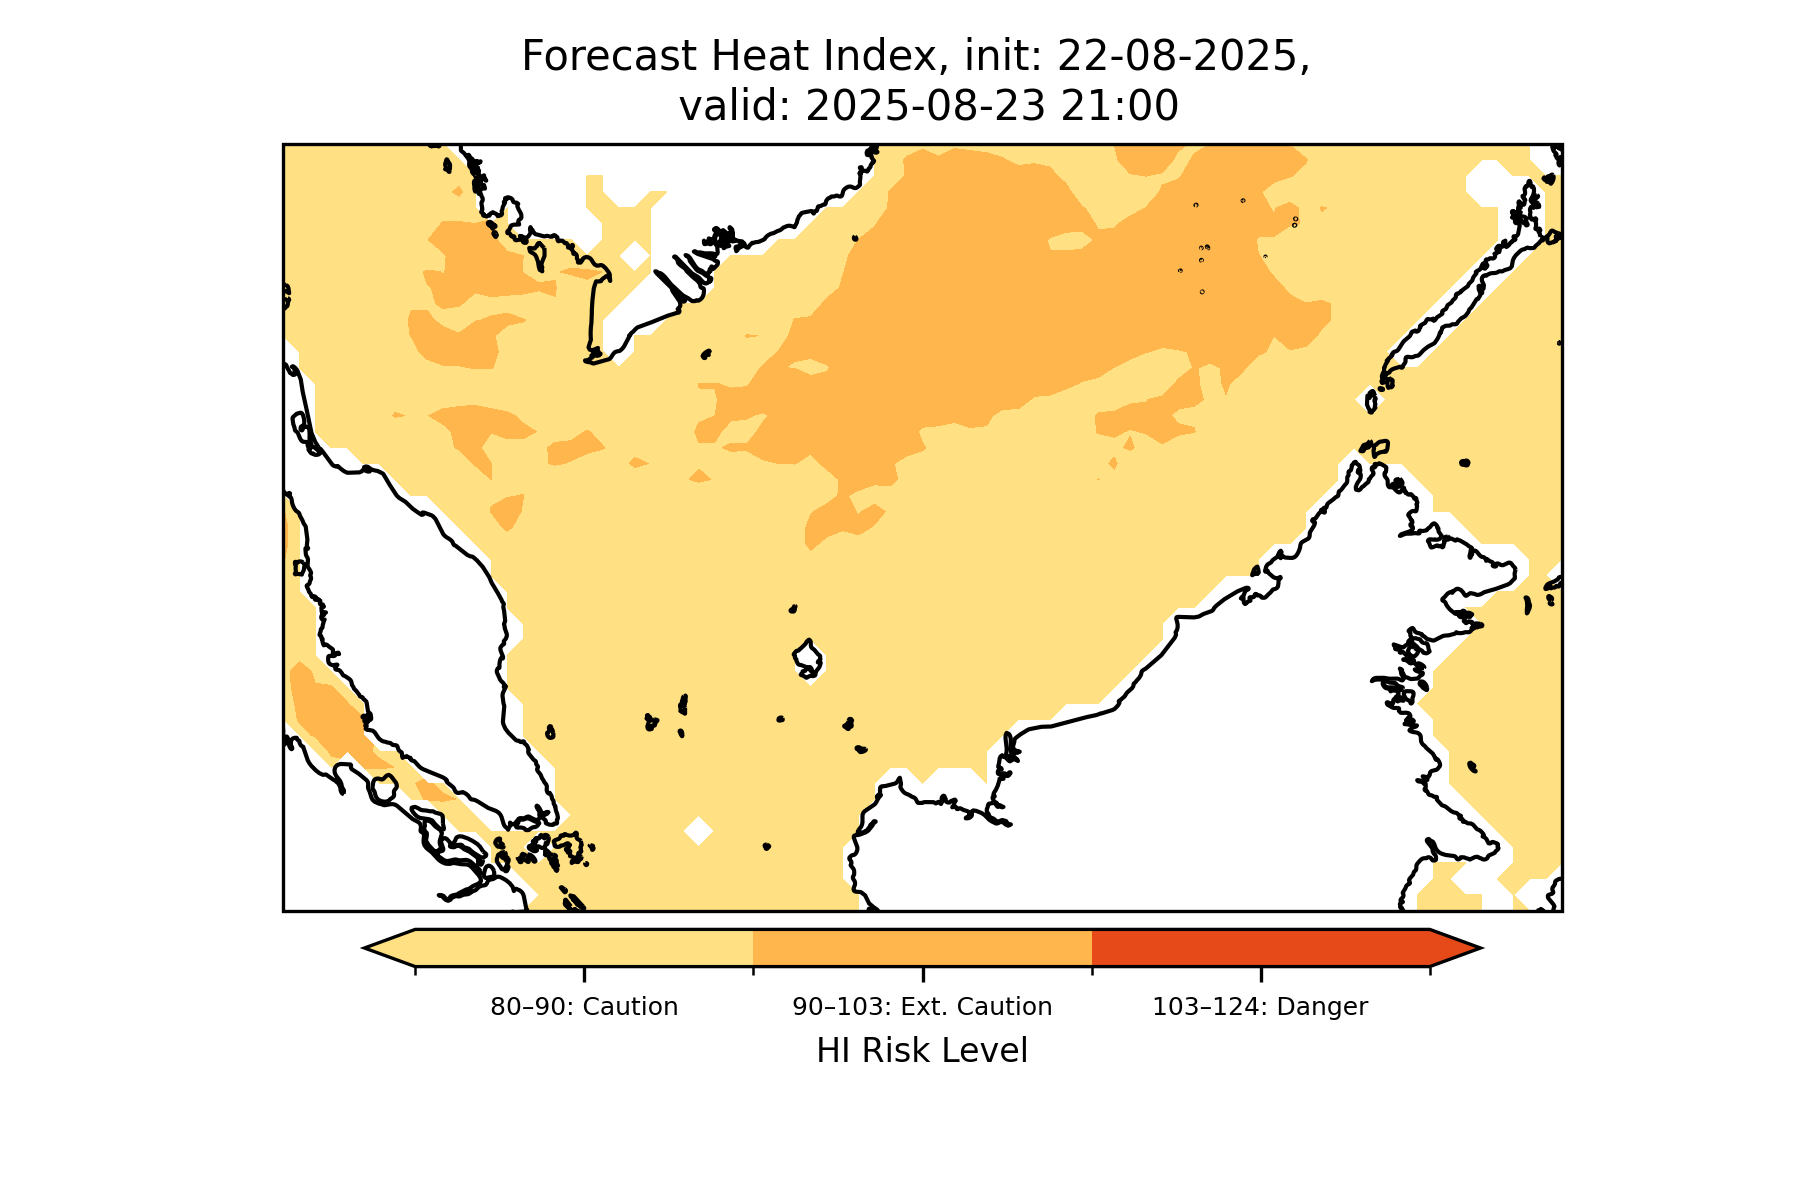 Forecast Heat Index, init: 22-08-2025,
valid: 2025-08-23 21:00
80–90: Caution
90–103: Ext. Caution
103–124: Danger
HI Risk Level